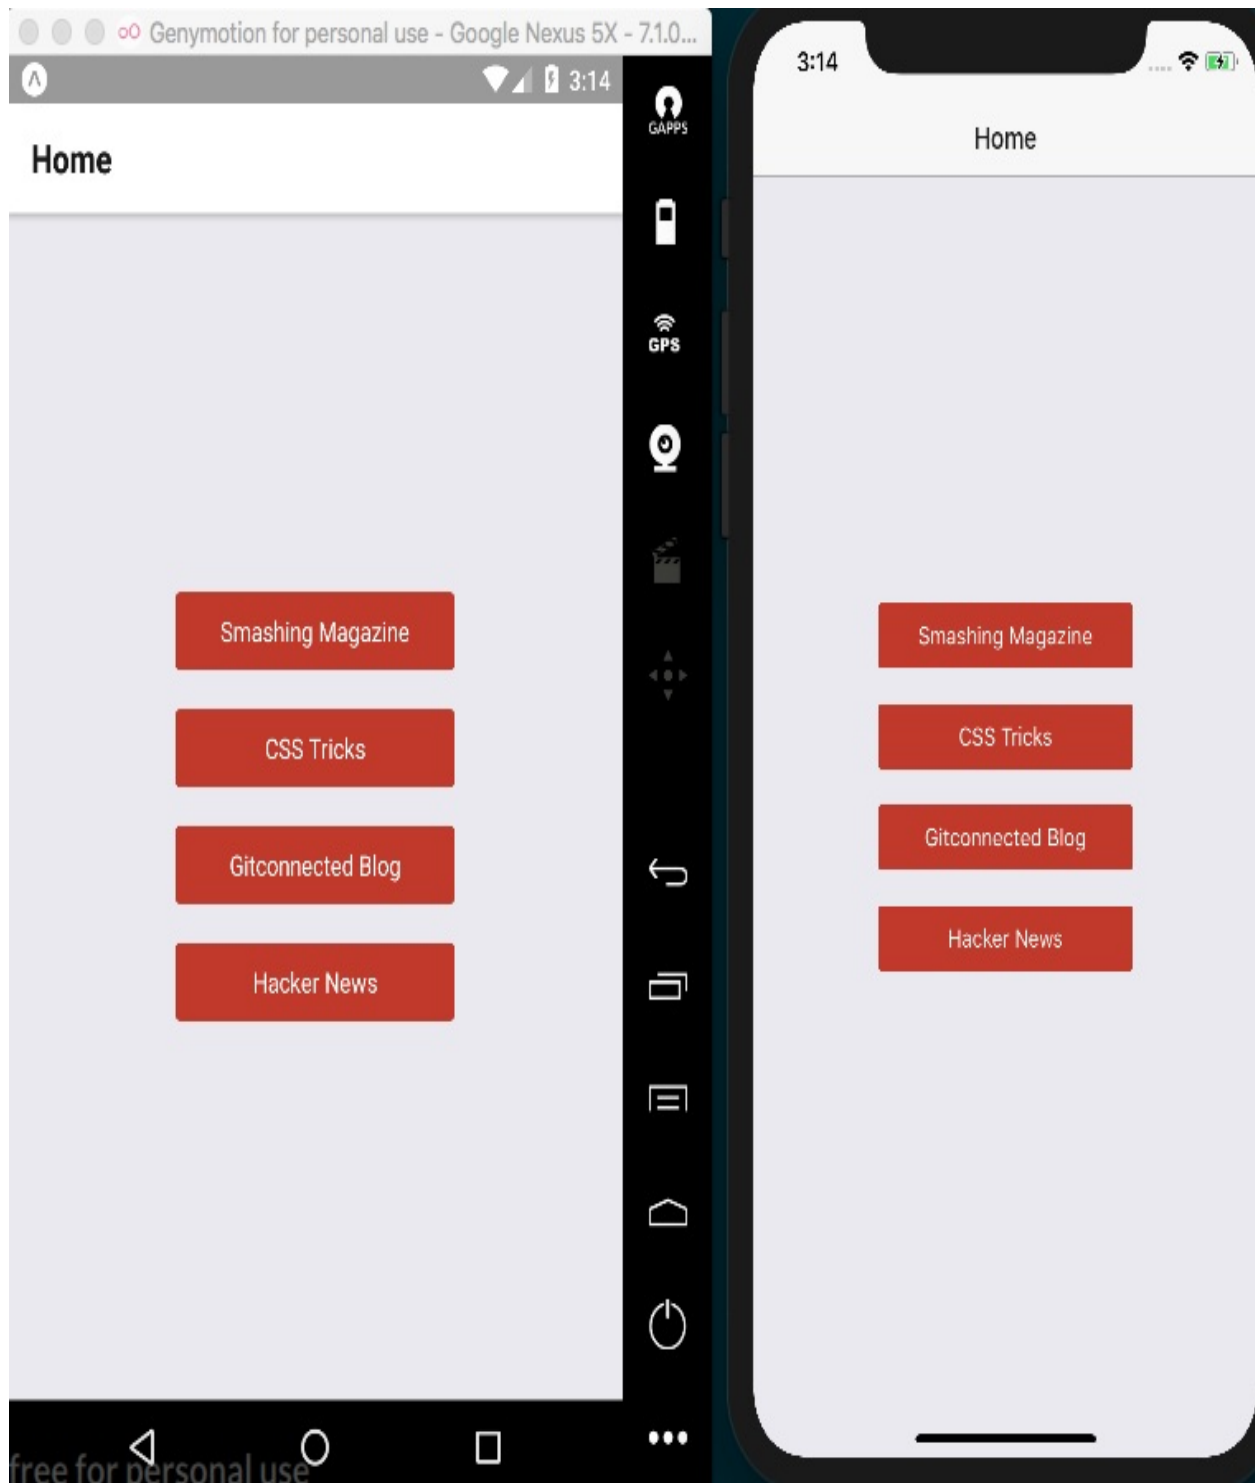 Genymotion for personal use - Google Nexus 5X - 7.1.0...
3:14
Home
Smashing Magazine
CSS Tricks
Gitconnected Blog
Hacker News
free for personal use
GAPPS
GPS
3:14
Home
Smashing Magazine
CSS Tricks
Gitconnected Blog
Hacker News